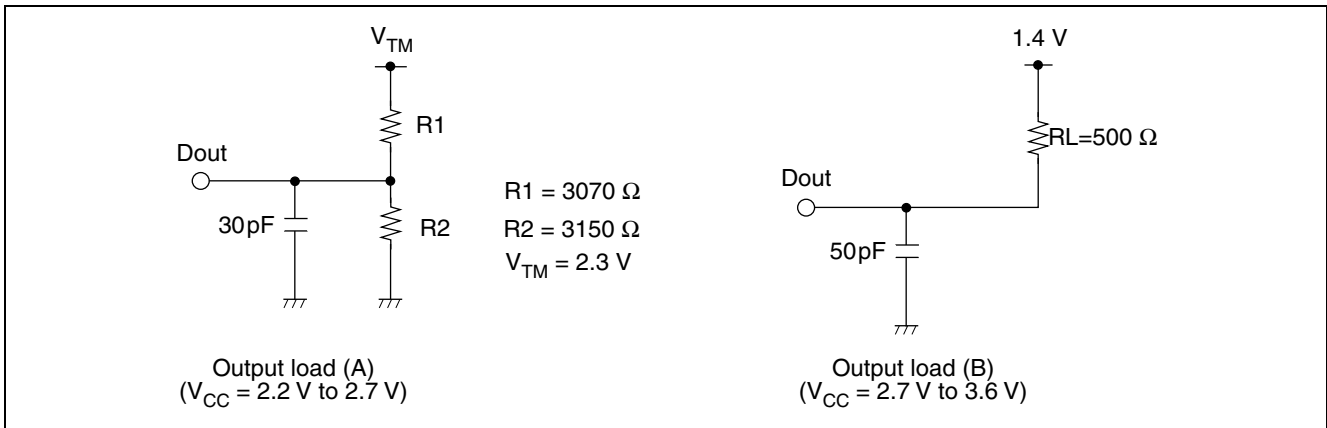 V_TM
R1
Dout
30pF
R2
R1 = 3070 Ω
R2 = 3150 Ω
V_TM = 2.3 V
Output load (A)
(V_CC = 2.2 V to 2.7 V)
1.4 V
RL=500 Ω
Dout
50pF
Output load (B)
(V_CC = 2.7 V to 3.6 V)